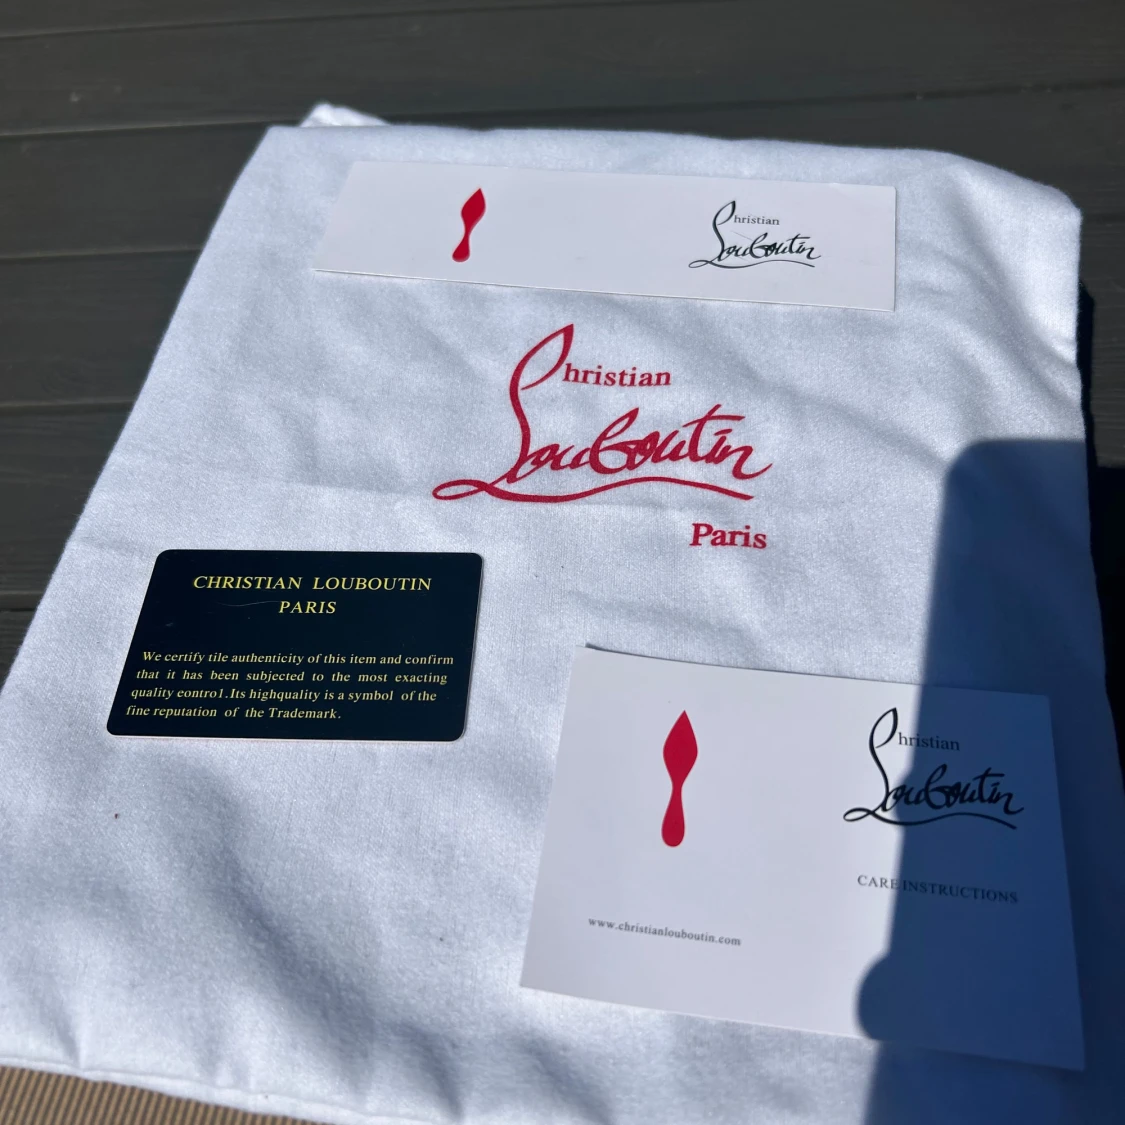 Christian
Louboutin
Christian
Louboutin
Paris
CHRISTIAN LOUBOUTIN
PARIS
We certify tile authenticity of this item and confirm
that it has been subjected to the most exacting
quality eontro1.Its highquality is a symbol of the
fine reputation of the Trademark.
Christian
Louboutin
CARE INSTRUCTIONS
www.christianlouboutin.com